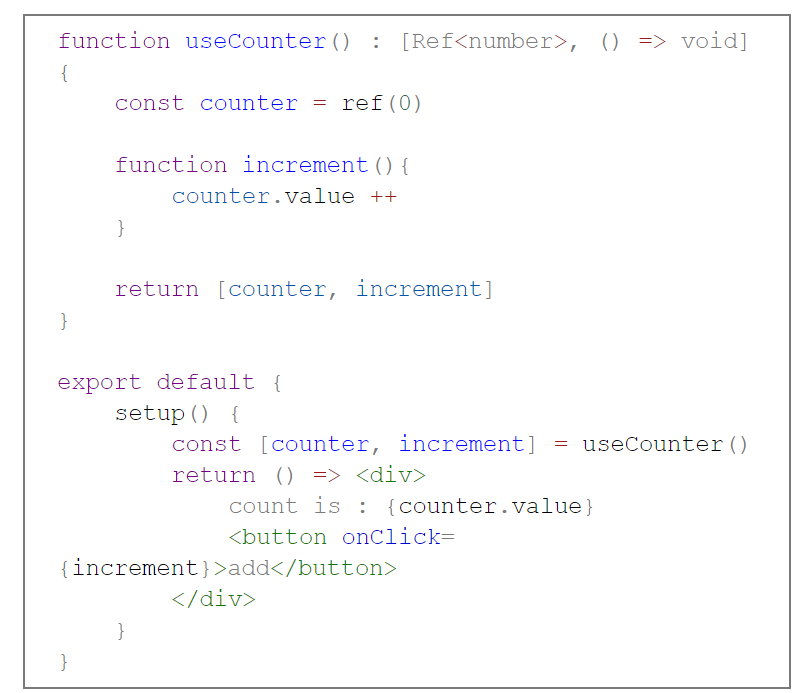 function useCounter() : [Ref<number>, () => void]
{
    const counter = ref(0)

    function increment(){
        counter.value ++
    }

    return [counter, increment]
}

export default {
    setup() {
        const [counter, increment] = useCounter()
        return () => <div>
            count is : {counter.value}
            <button onClick=
{increment}>add</button>
        </div>
    }
}